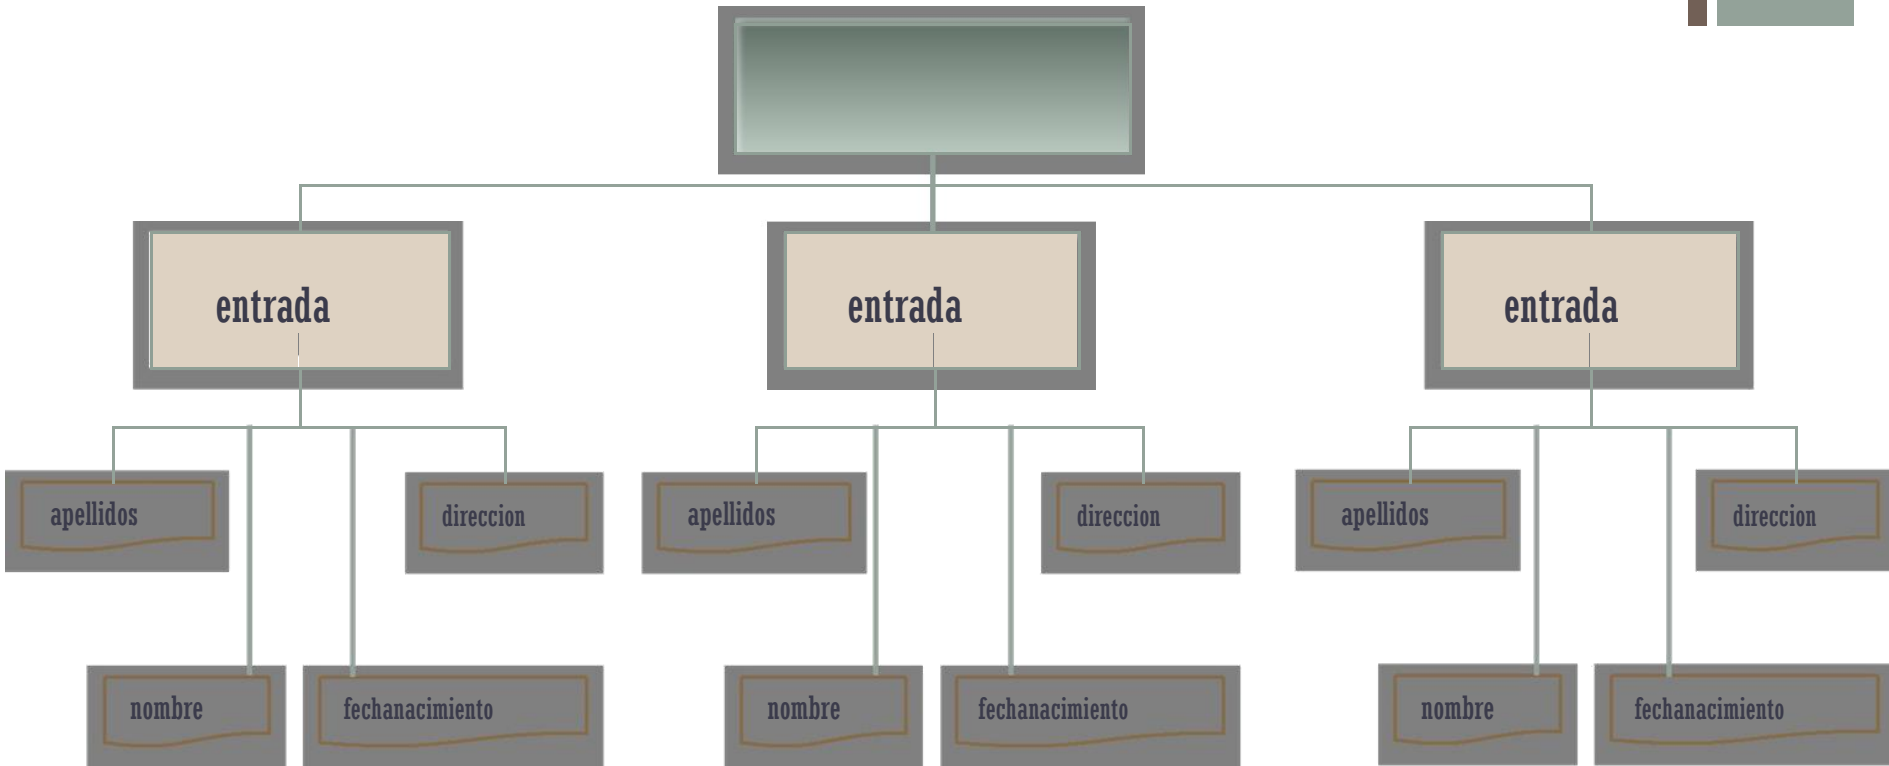 entrada
entrada
entrada
apellidos
direccion
apellidos
direccion
apellidos
direccion
nombre
fechanacimiento
nombre
fechanacimiento
nombre
fechanacimiento